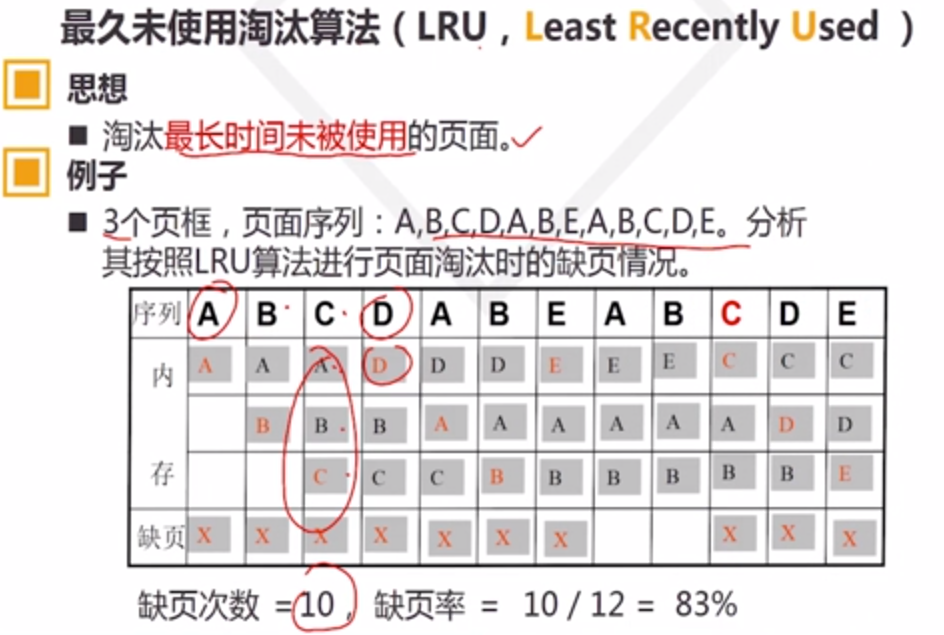 最久未使用淘汰算法（LRU，Least Recently Used ）
思想
■ 淘汰最长时间未被使用的页面。
例子
■ 3个页框，页面序列：A,B,C,D,A,B,E,A,B,C,D,E。分析
其按照LRU算法进行页面淘汰时的缺页情况。
序列 A B C D A B E A B C D E
内 A A A D D D E E E C C C
B B B A A A A A A D D
存 C C C B B B B B B E
缺页 X X X X X X X X X X
缺页次数 =10，缺页率 = 10 / 12 = 83%